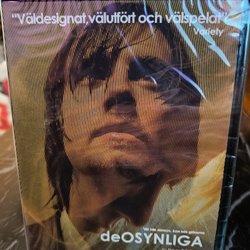 "Väldesignat, välutfört och välspelat"
Variety
deOSYNLIGA